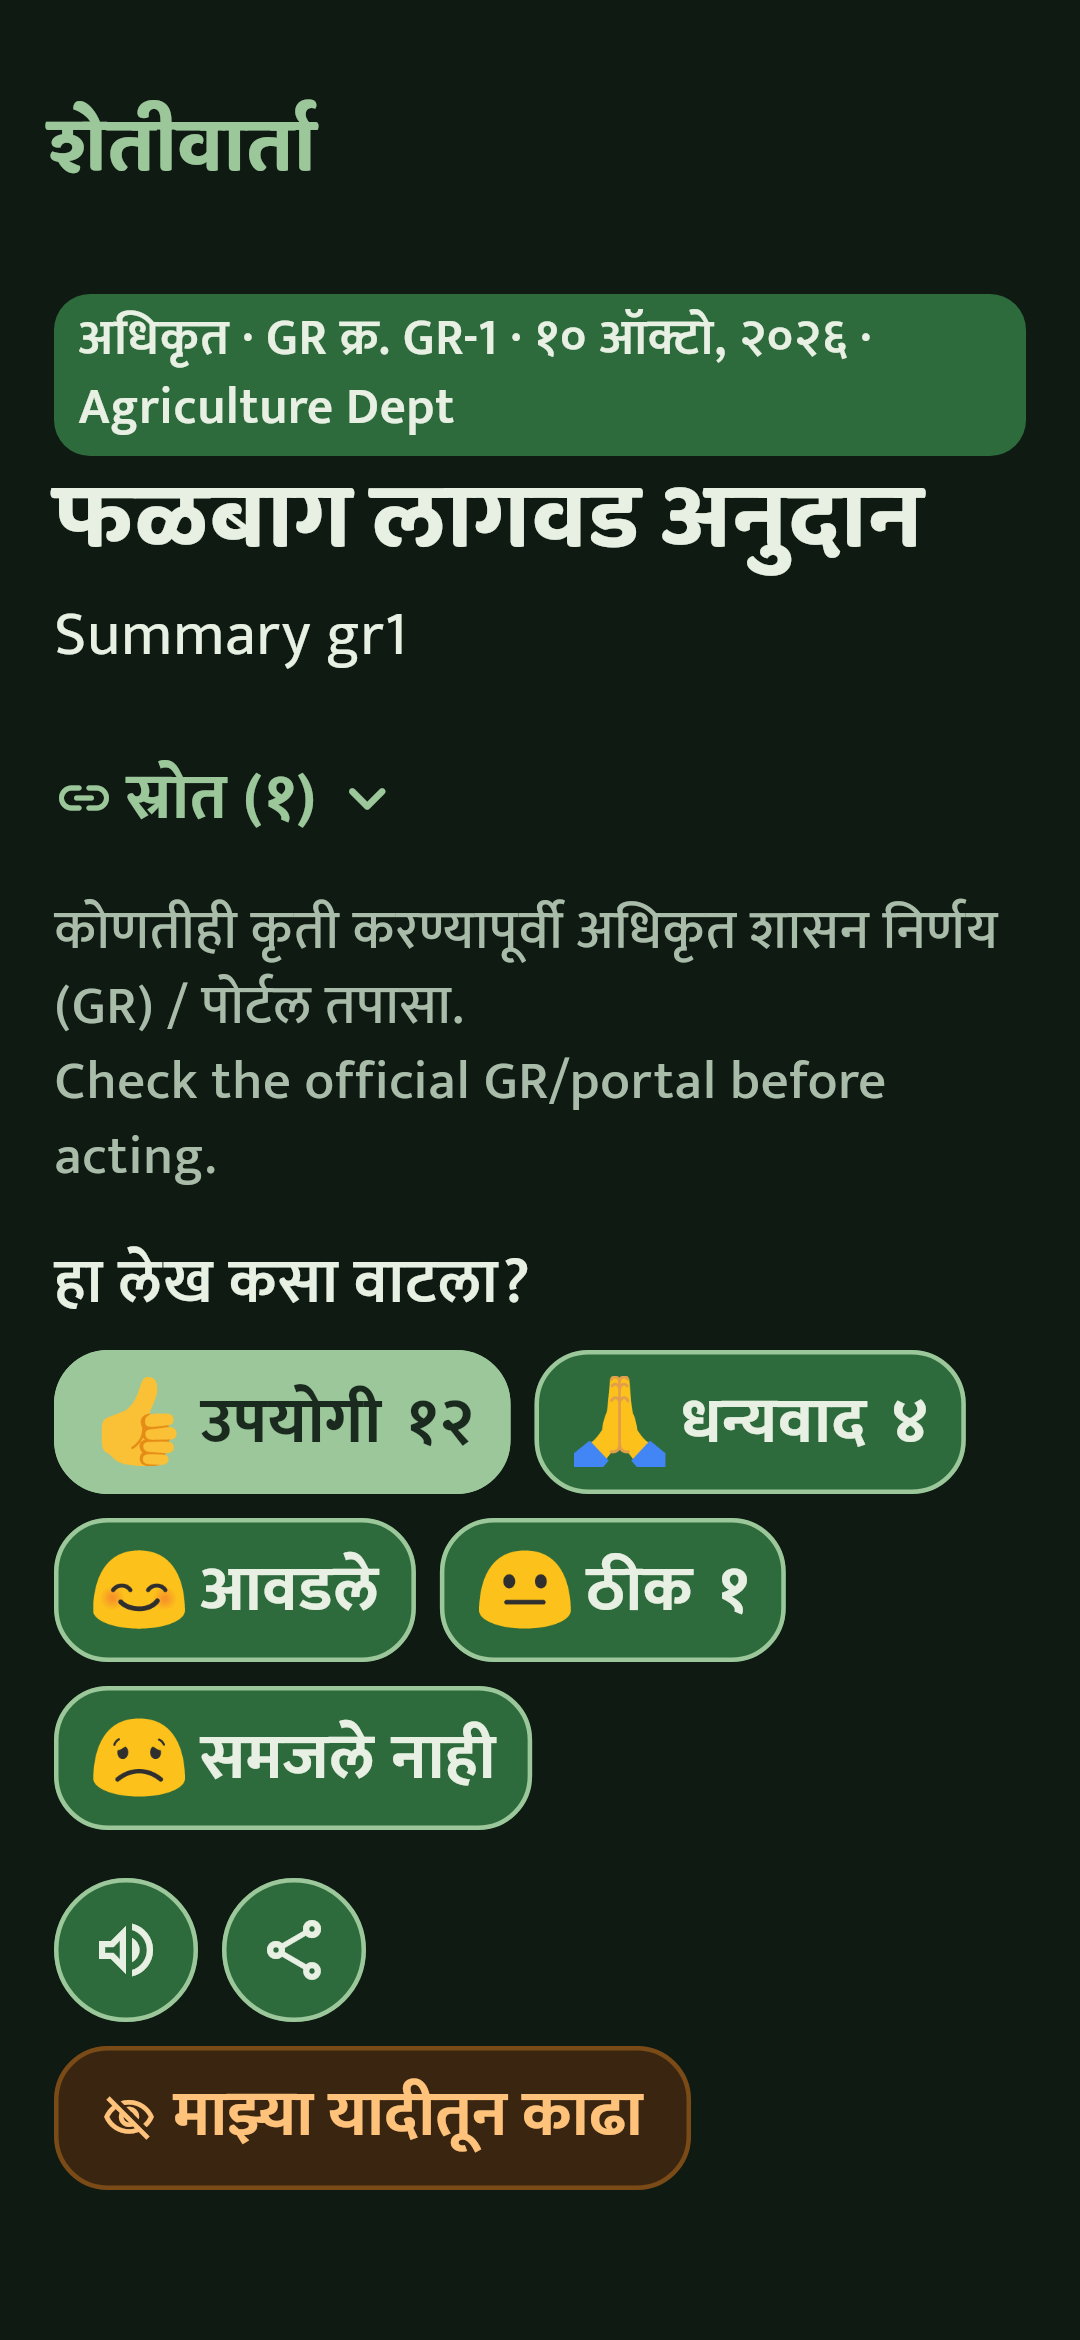 शेतीवार्ता
अधिकृत · GR क्र. GR-1 · १० ऑक्टो, २०२६ ·
Agriculture Dept
फळबाग लागवड अनुदान
Summary gr1
स्रोत (१)
कोणतीही कृती करण्यापूर्वी अधिकृत शासन निर्णय
(GR) / पोर्टल तपासा.
Check the official GR/portal before
acting.
हा लेख कसा वाटला?
👍 उपयोगी १२ 🙏 धन्यवाद ४
😊 आवडले 😐 ठीक १
😟 समजले नाही
माझ्या यादीतून काढा